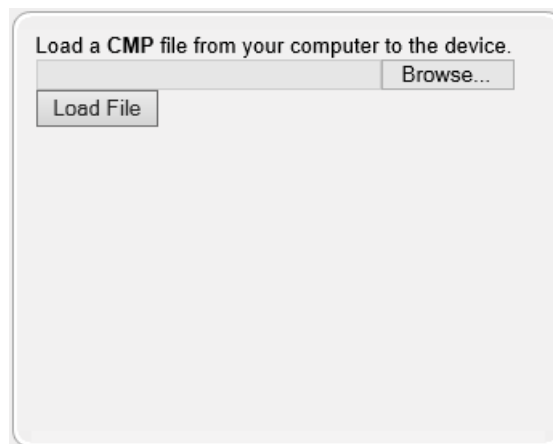 Load a CMP file from your computer to the device.
Browse...
Load File